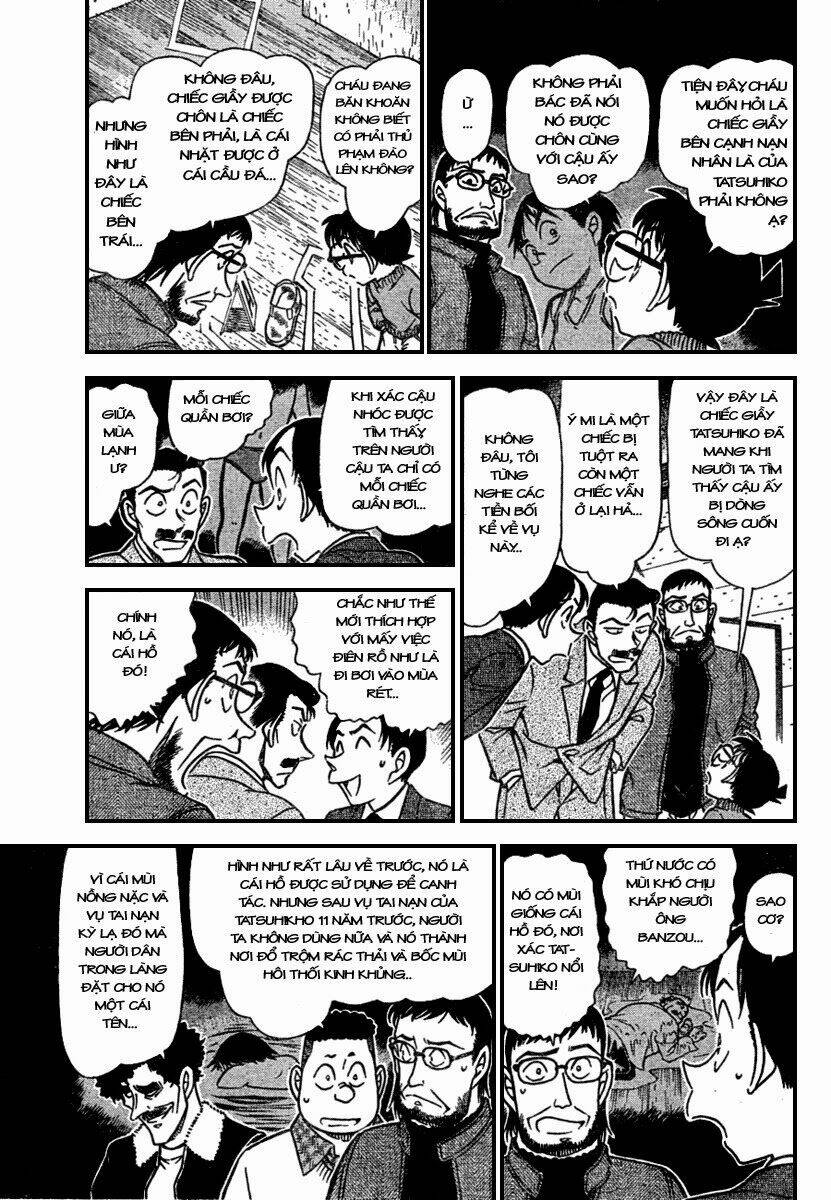 TIỆN ĐÂY, CHÁU
MUỐN HỎI LÀ
CHIẾC GIẦY
BÊN CẠNH NẠN
NHÂN LÀ CỦA
TATSUHIKO
PHẢI KHÔNG
Ạ?
KHÔNG PHẢI
BÁC ĐÃ NÓI
NÓ ĐƯỢC
CHÔN CÙNG
VỚI CẬU ẤY
SAO?
Ừ
...
CHÁU ĐANG
BĂN KHOĂN
KHÔNG BIẾT
CÓ PHẢI THỦ
PHẠM ĐÀO
LÊN KHÔNG?
KHÔNG ĐÂU,
CHIẾC GIẦY ĐƯỢC
CHÔN LÀ CHIẾC
BÊN PHẢI, LÀ CÁI
NHẶT ĐƯỢC Ở
CÁI CẦU ĐÁ...
NHƯNG
HÌNH
NHƯ
ĐÂY LÀ
CHIẾC
BÊN
TRÁI...
VẬY ĐÂY LÀ
CHIẾC GIẦY
TATSUHIKO ĐÃ
MANG KHI
NGƯỜI TA TÌM
THẤY CẬU ẤY
BỊ DÒNG
SÔNG CUỐN
ĐI Ạ?
Ý MI LÀ MỘT
CHIẾC BỊ
TUỘT RA
CÒN MỘT
CHIẾC VẪN
Ở LẠI HẢ...
KHÔNG
ĐÂU, TÔI
TỪNG
NGHE CÁC
TIỀN BỐI
KỂ VỀ VỤ
NÀY...
KHI XÁC CẬU
NHÓC ĐƯỢC
TÌM THẤY,
TRÊN NGƯỜI
CẬU TA CHỈ CÓ
MỖI CHIẾC
QUẦN BƠI...
MỖI CHIẾC
QUẦN BƠI?
GIỮA
MÙA
LẠNH
Ư?
CHẮC NHƯ THẾ
MỚI THÍCH HỢP
VỚI MẤY VIỆC
ĐIÊN RỒ NHƯ LÀ
ĐI BƠI VÀO MÙA
RÉT...
CHÍNH
NÓ, LÀ
CÁI HỒ
ĐÓ!
SAO
CƠ?
THỨ NƯỚC CÓ
MÙI KHÓ CHỊU
KHẮP NGƯỜI
ÔNG
BANZOU...
NÓ CÓ MÙI
GIỐNG CÁI
HỒ ĐÓ, NƠI
XÁC TAT-
SUHIKO NỔI
LÊN!
HÌNH NHƯ RẤT LÂU VỀ TRƯỚC, NÓ LÀ
CÁI HỒ ĐƯỢC SỬ DỤNG ĐỂ CANH
TÁC. NHƯNG SAU VỤ TAI NẠN CỦA
TATSUHIKHO 11 NĂM TRƯỚC, NGƯỜI
TA KHÔNG DÙNG NỮA VÀ NÓ THÀNH
NƠI ĐỔ TRỘM RÁC THẢI VÀ BỐC MÙI
HÔI THỐI KINH KHỦNG..
VÌ CÁI MÙI
NỒNG NẶC VÀ
VỤ TAI NẠN
KỲ LẠ ĐÓ MÀ
NGƯỜI DÂN
TRONG LÀNG
ĐẶT CHO NÓ
MỘT CÁI
TÊN...